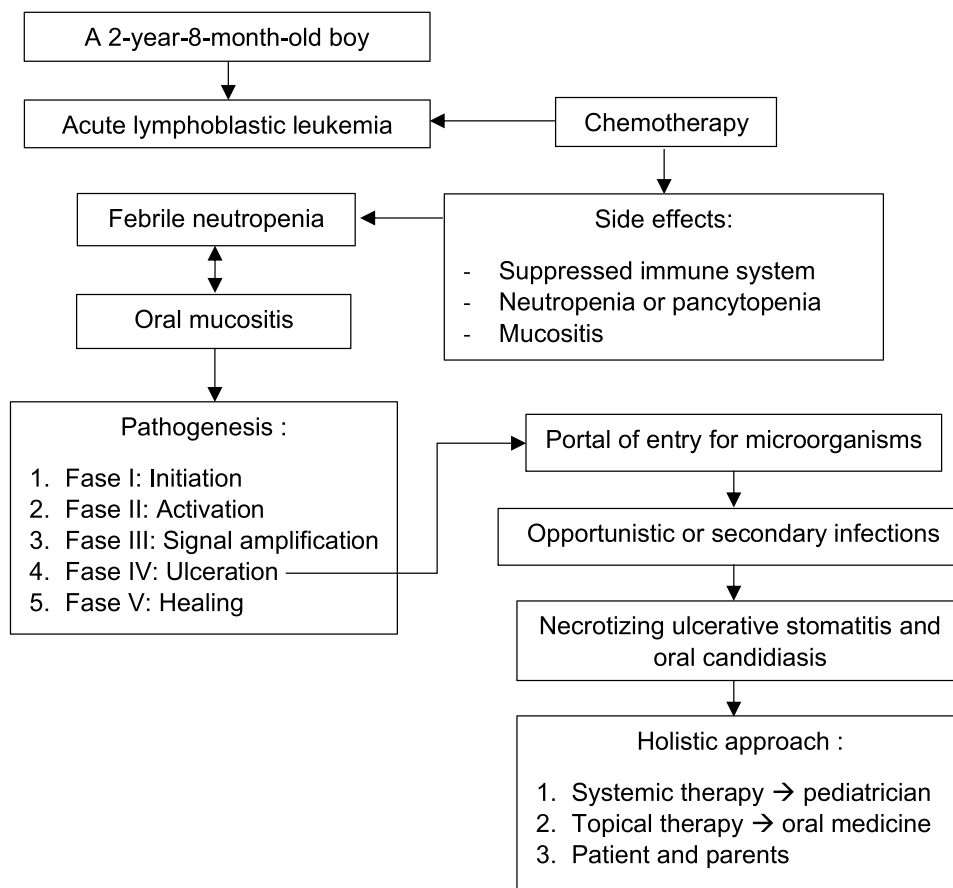 A 2-year-8-month-old boy
Acute lymphoblastic leukemia
Chemotherapy
Febrile neutropenia
Side effects:
- Suppressed immune system
- Neutropenia or pancytopenia
- Mucositis
Oral mucositis
Pathogenesis :
1. Fase I: Initiation
2. Fase II: Activation
3. Fase III: Signal amplification
4. Fase IV: Ulceration
5. Fase V: Healing
Portal of entry for microorganisms
Opportunistic or secondary infections
Necrotizing ulcerative stomatitis and
oral candidiasis
Holistic approach :
1. Systemic therapy → pediatrician
2. Topical therapy → oral medicine
3. Patient and parents